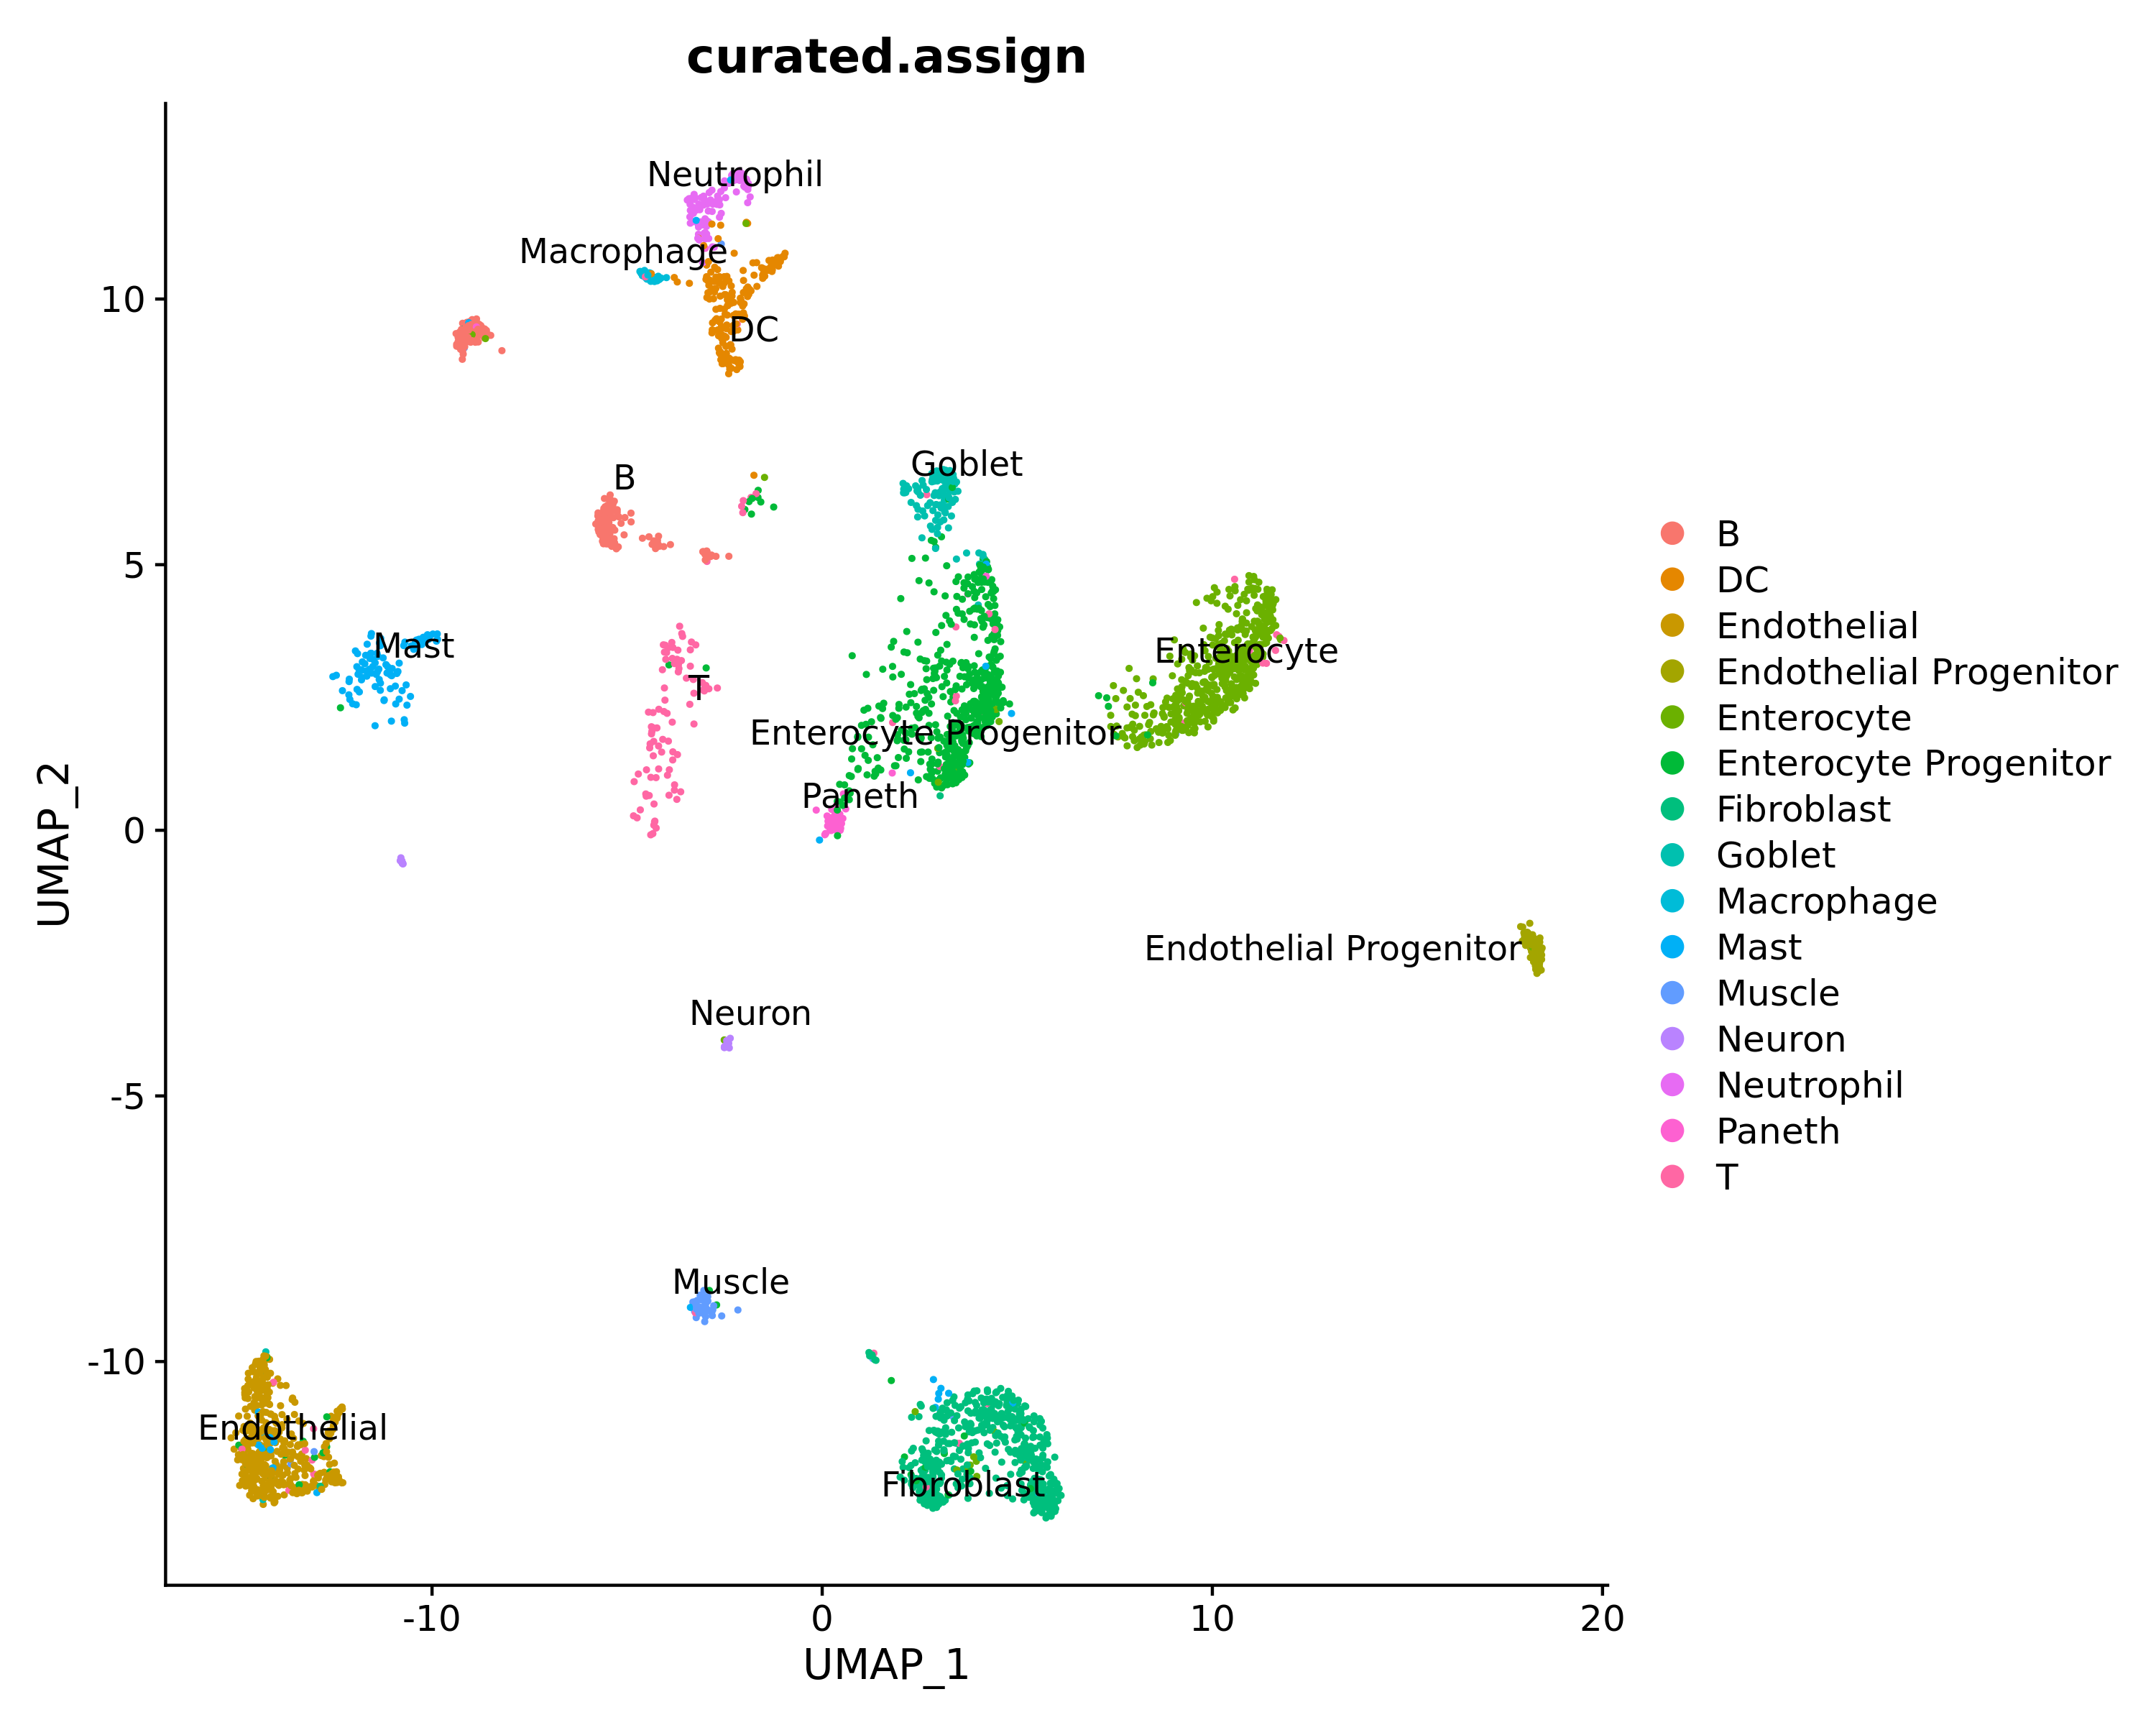 curated.assign
Neutrophil
Macrophage
DC
10
Goblet
B
5
Mast
Enterocyte
T
Enterocyte Progenitor
Paneth
0
UMAP_2
Endothelial Progenitor
Neuron
-5
Muscle
-10
Endothelial
Fibroblast
-10
0
10
20
UMAP_1
B
DC
Endothelial
Endothelial Progenitor
Enterocyte
Enterocyte Progenitor
Fibroblast
Goblet
Macrophage
Mast
Muscle
Neuron
Neutrophil
Paneth
T